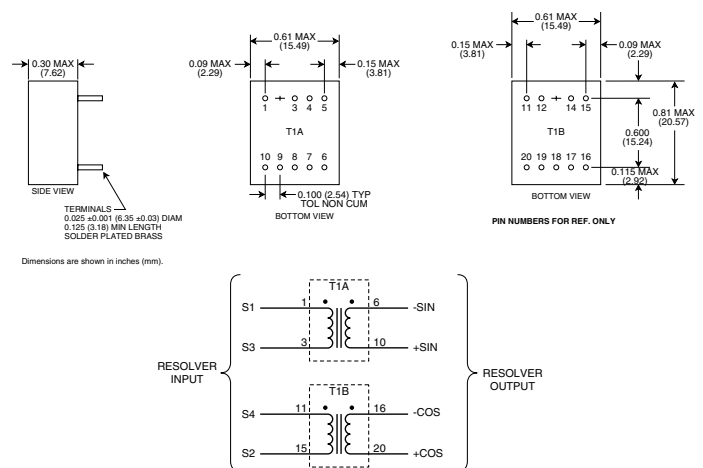 0.30 MAX
(7.62)
SIDE VIEW
TERMINALS
0.025 ±0.001 (6.35 ±0.03) DIAM
0.125 (3.18) MIN LENGTH
SOLDER PLATED BRASS
Dimensions are shown in inches (mm).
0.61 MAX
(15.49)
0.09 MAX
(2.29)
0.15 MAX
(3.81)
1 3 4 5
T1A
10 9 8 7 6
0.100 (2.54) TYP
TOL NON CUM
BOTTOM VIEW
0.61 MAX
(15.49)
0.15 MAX
(3.81)
0.09 MAX
(2.29)
11 12 14 15
T1B
20 19 18 17 16
0.81 MAX
(20.57)
0.600
(15.24)
0.115 MAX
(2.92)
BOTTOM VIEW
PIN NUMBERS FOR REF. ONLY
RESOLVER
INPUT
T1A
S1 1 6 -SIN
S3 3 10 +SIN
T1B
S4 11 16 -COS
S2 15 20 +COS
RESOLVER
OUTPUT